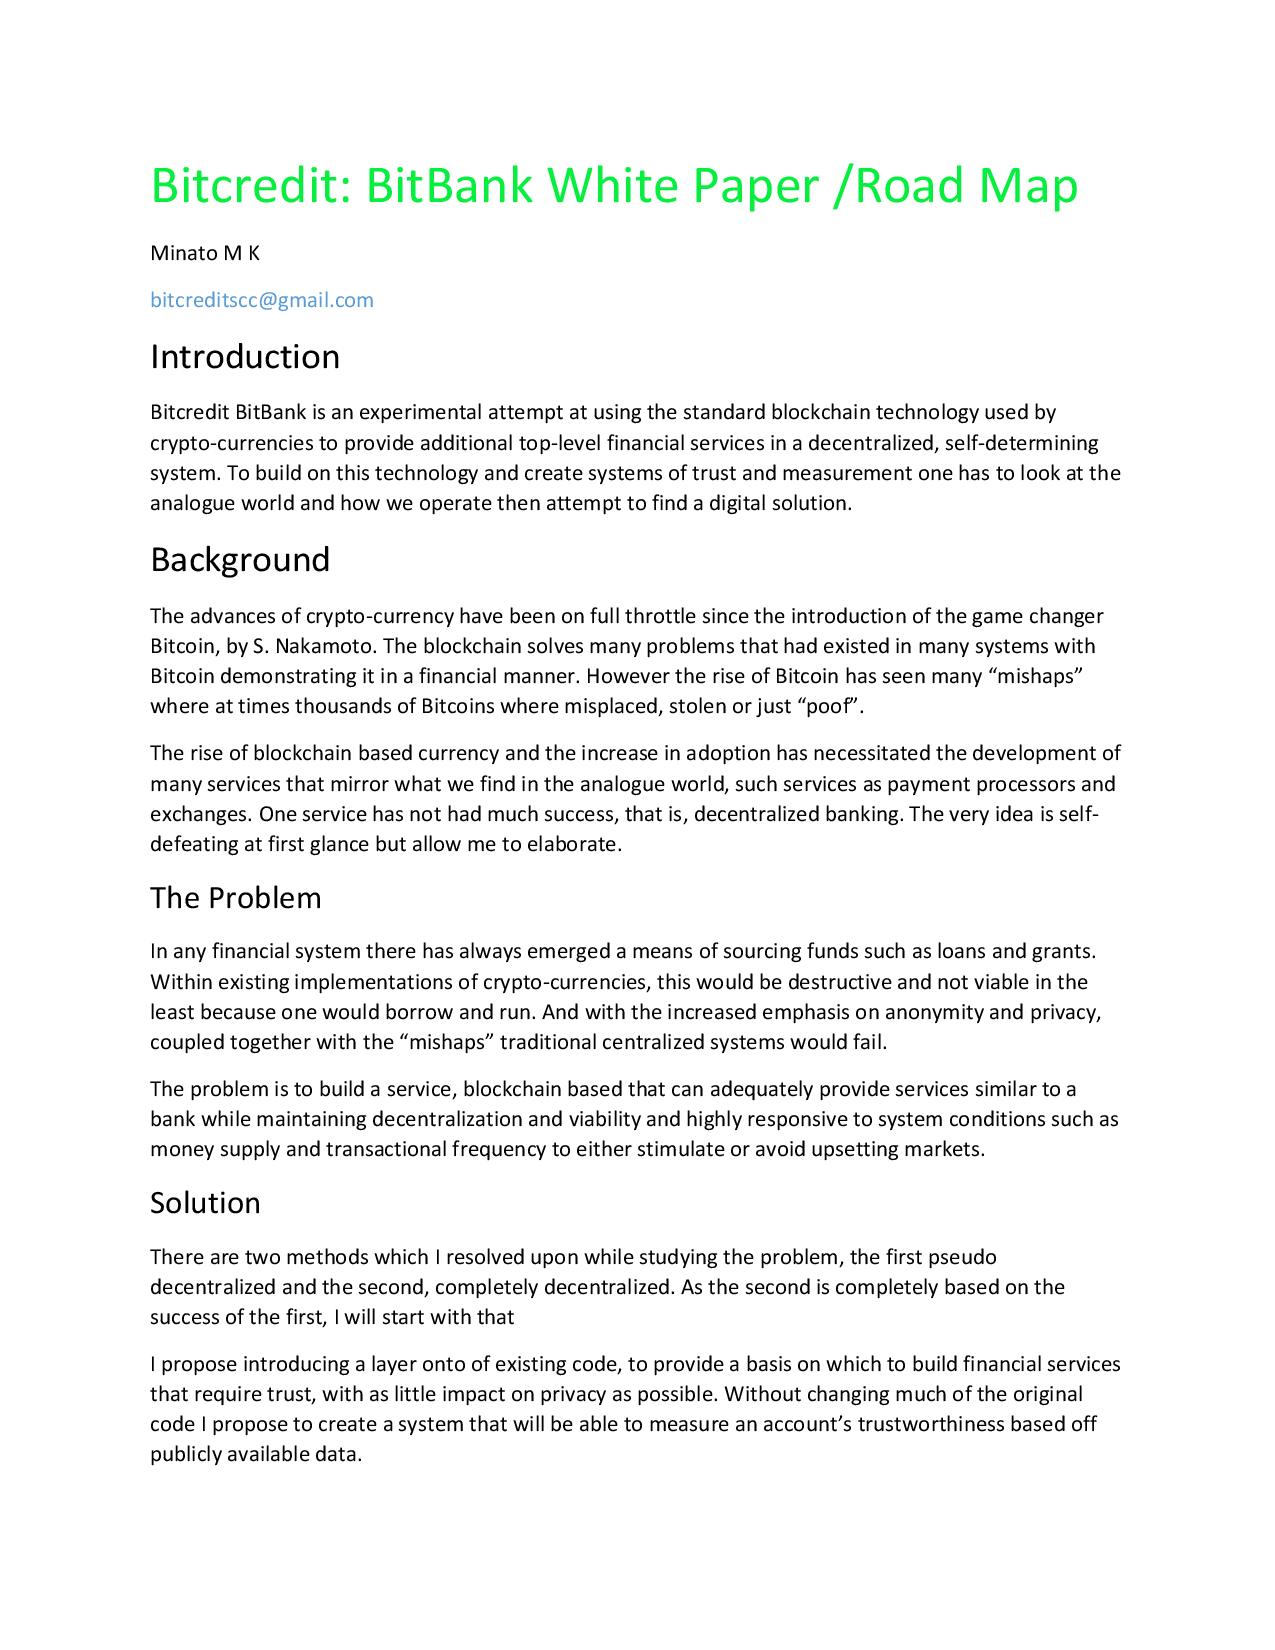 Bitcredit: BitBank White Paper /Road Map
Minato M K
bitcreditscc@gmail.com
Introduction
Bitcredit BitBank is an experimental attempt at using the standard blockchain technology used by
crypto-currencies to provide additional top-level financial services in a decentralized, self-determining
system. To build on this technology and create systems of trust and measurement one has to look at the
analogue world and how we operate then attempt to find a digital solution.
Background
The advances of crypto-currency have been on full throttle since the introduction of the game changer
Bitcoin, by S. Nakamoto. The blockchain solves many problems that had existed in many systems with
Bitcoin demonstrating it in a financial manner. However the rise of Bitcoin has seen many “mishaps”
where at times thousands of Bitcoins where misplaced, stolen or just “poof”.
The rise of blockchain based currency and the increase in adoption has necessitated the development of
many services that mirror what we find in the analogue world, such services as payment processors and
exchanges. One service has not had much success, that is, decentralized banking. The very idea is self-
defeating at first glance but allow me to elaborate.
The Problem
In any financial system there has always emerged a means of sourcing funds such as loans and grants.
Within existing implementations of crypto-currencies, this would be destructive and not viable in the
least because one would borrow and run. And with the increased emphasis on anonymity and privacy,
coupled together with the “mishaps” traditional centralized systems would fail.
The problem is to build a service, blockchain based that can adequately provide services similar to a
bank while maintaining decentralization and viability and highly responsive to system conditions such as
money supply and transactional frequency to either stimulate or avoid upsetting markets.
Solution
There are two methods which I resolved upon while studying the problem, the first pseudo
decentralized and the second, completely decentralized. As the second is completely based on the
success of the first, I will start with that
I propose introducing a layer onto of existing code, to provide a basis on which to build financial services
that require trust, with as little impact on privacy as possible. Without changing much of the original
code I propose to create a system that will be able to measure an account’s trustworthiness based off
publicly available data.